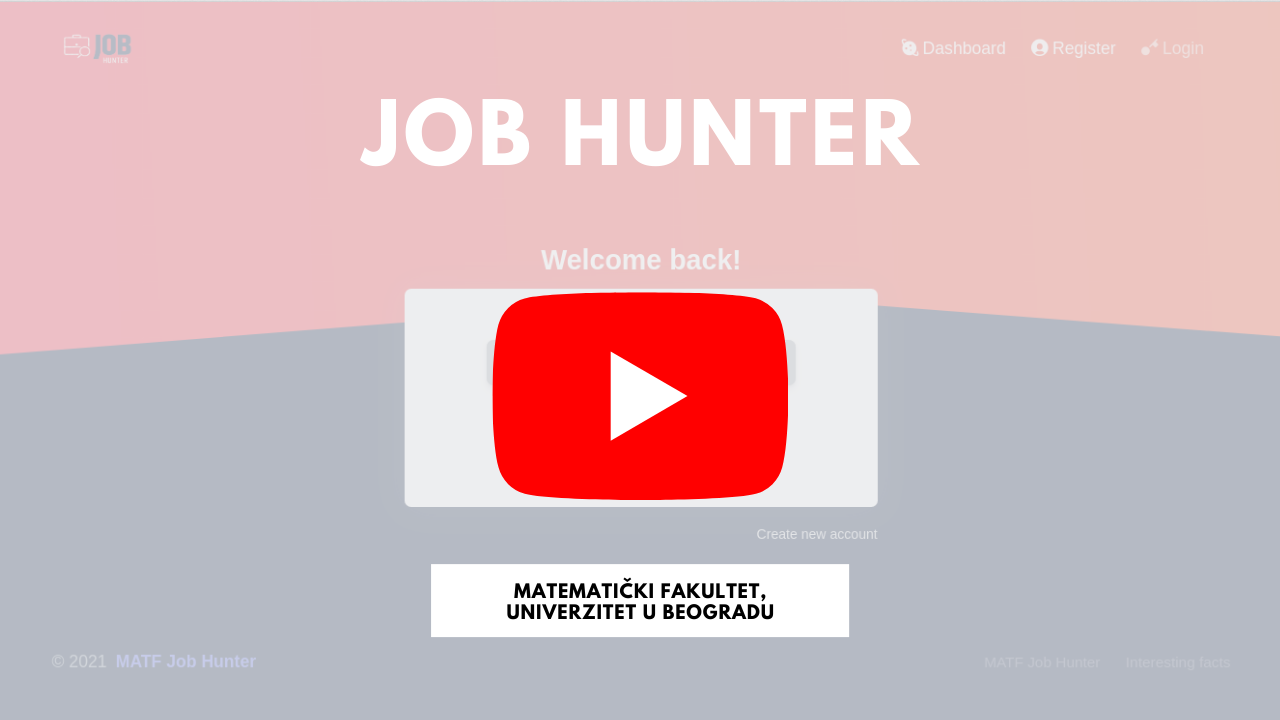 JOB
HUNTER
Dashboard
Register
Login
JOB HUNTER
Welcome back!
Create new account
MATEMATIČKI FAKULTET,
UNIVERZITET U BEOGRADU
© 2021 MATF Job Hunter
MATF Job Hunter
Interesting facts